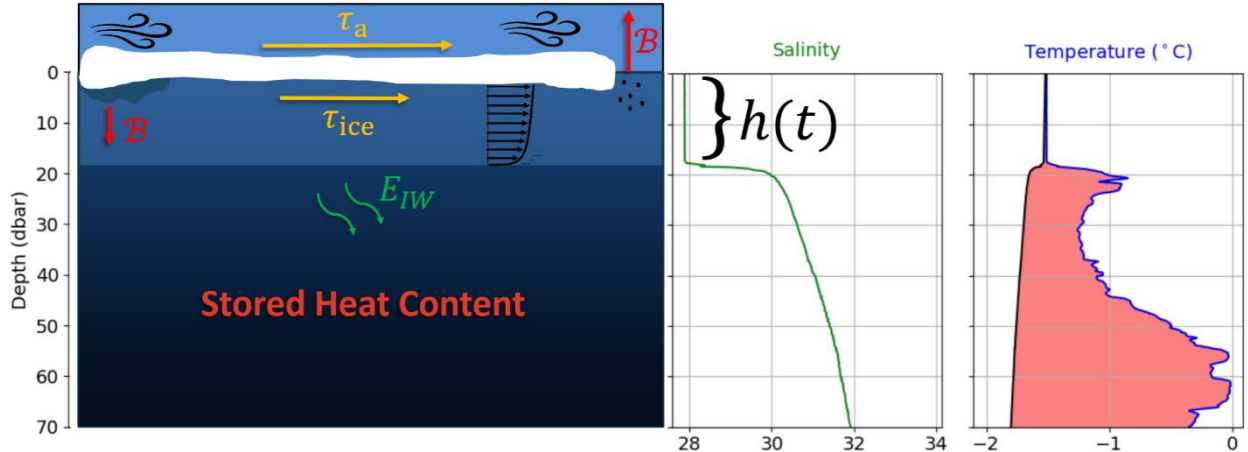 τa
ℬ
τice
ℬ
EIW
Stored Heat Content
Depth (dbar)
0
10
20
30
40
50
60
70
Salinity
} h(t)
28 30 32 34
Temperature (°C)
−2 −1 0